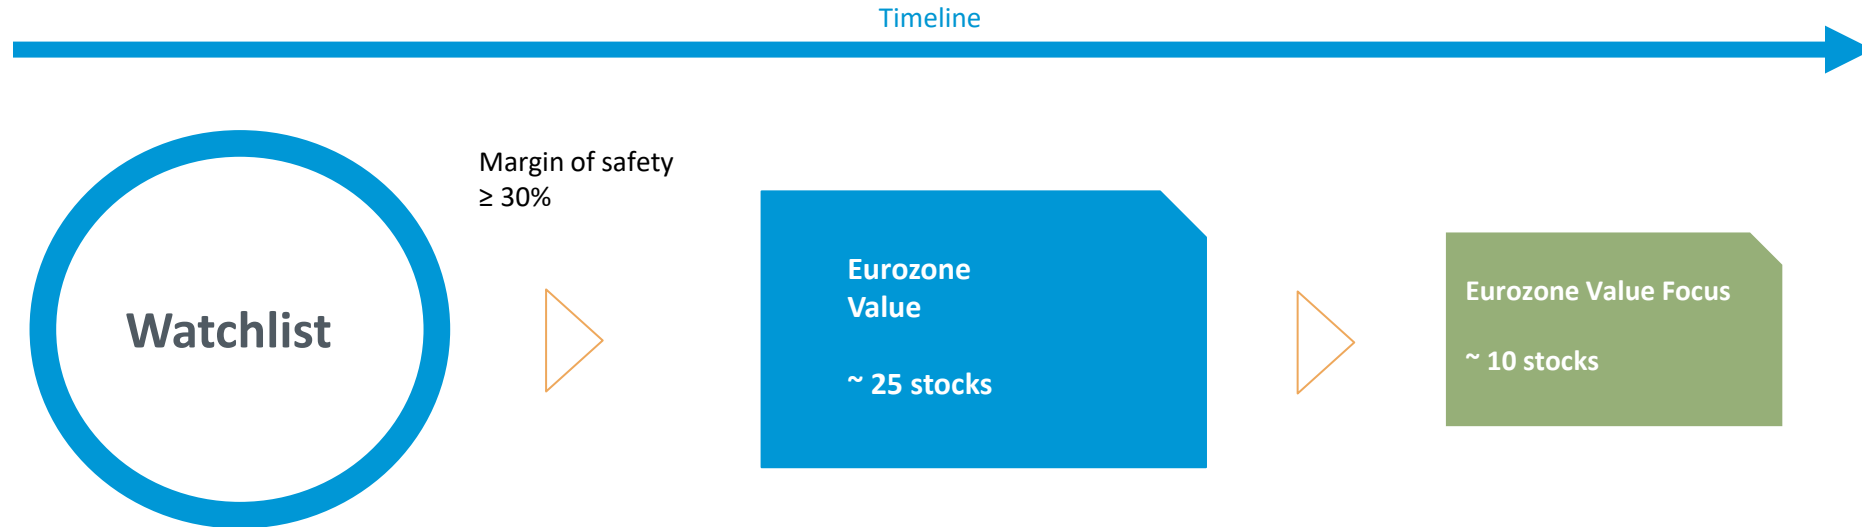 Timeline
Watchlist
Margin of safety
≥ 30%
Eurozone
Value
~ 25 stocks
Eurozone Value Focus
~ 10 stocks